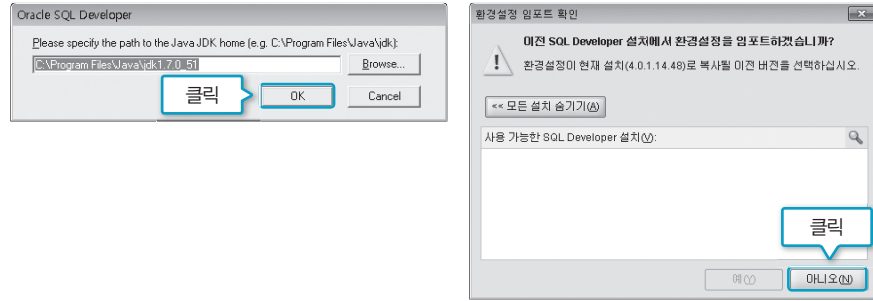 Oracle SQL Developer
Please specify the path to the Java JDK home (e.g. C:\Program Files\Java\jdk):
C:\Program Files\Java\jdk1.7.0_51
Browse...
클릭
OK
Cancel
환경설정 임포트 확인
이전 SQL Developer 설치에서 환경설정을 임포트하겠습니까?
환경설정이 현재 설치(4.0.1.14.48)로 복사될 이전 버전을 선택하십시오.
<< 모든 설치 숨기기(A)
사용 가능한 SQL Developer 설치(V):
클릭
예(Y)
아니오(N)